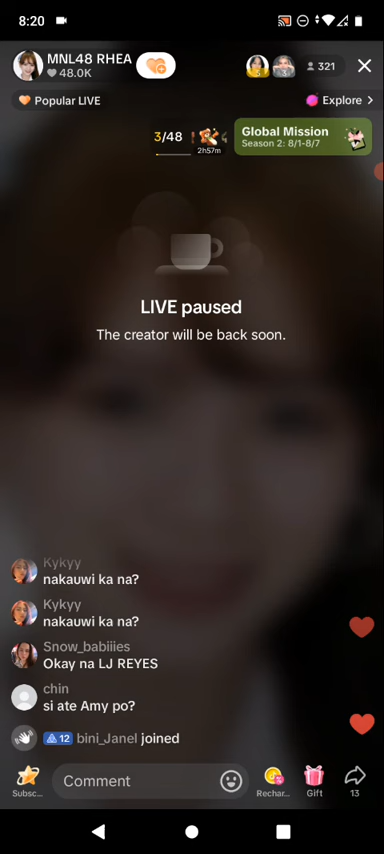 8:20
MNL48 RHEA
48.0K
321
Popular LIVE
Explore
3/48
2h57m
Global Mission
Season 2: 8/1-8/7
LIVE paused
The creator will be back soon.
Kykyy
nakauwi ka na?
Kykyy
nakauwi ka na?
Snow_babiiies
Okay na LJ REYES
chin
si ate Amy po?
12 bini_Janel joined
Comment
Subsc...
Rechar...
Gift
13